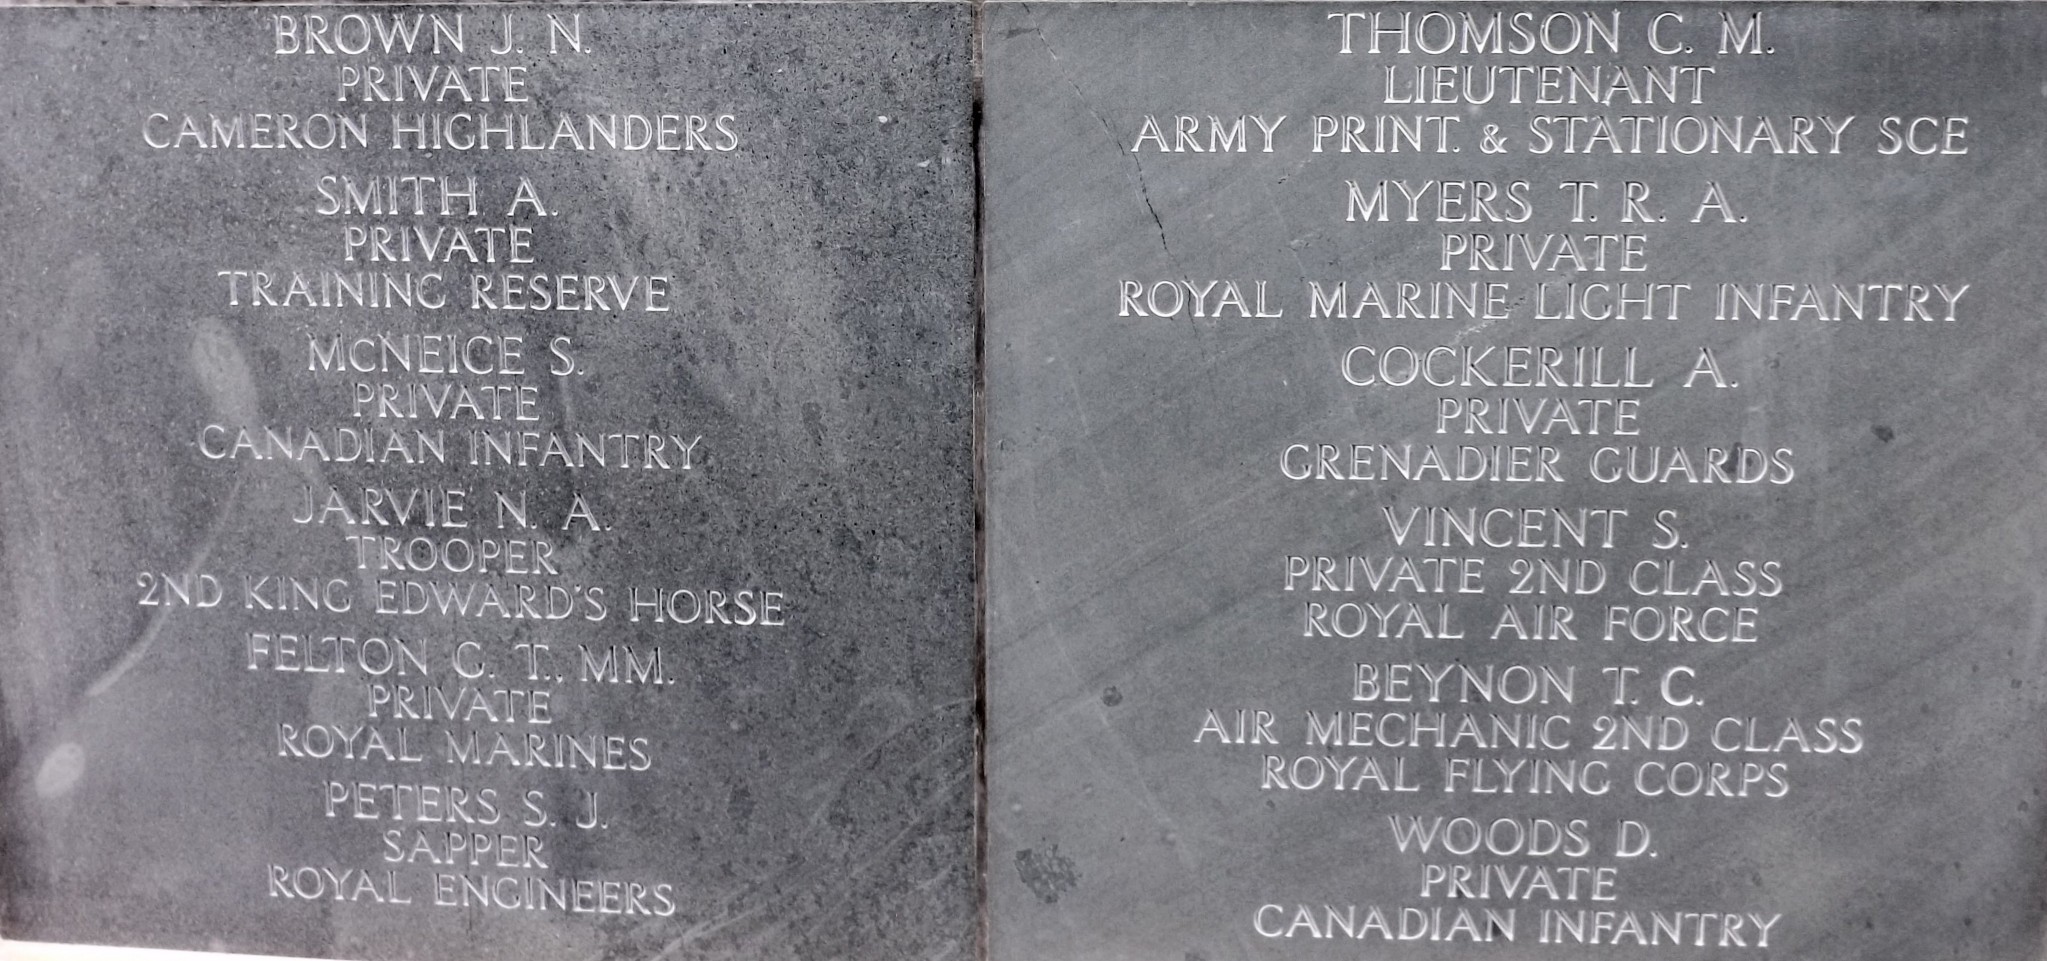 BROWN J. N.
PRIVATE
CAMERON HIGHLANDERS
SMITH A.
PRIVATE
TRAINING RESERVE
McNEICE S.
PRIVATE
CANADIAN INFANTRY
JARVIE N. A.
TROOPER
2ND KING EDWARD'S HORSE
FELTON G. T., MM.
PRIVATE
ROYAL MARINES
PETERS S. J.
SAPPER
ROYAL ENGINEERS
THOMSON C. M.
LIEUTENANT
ARMY PRINT. & STATIONARY SCE
MYERS T. R. A.
PRIVATE
ROYAL MARINE LIGHT INFANTRY
COCKERILL A.
PRIVATE
GRENADIER GUARDS
VINCENT S.
PRIVATE 2ND CLASS
ROYAL AIR FORCE
BEYNON T. C.
AIR MECHANIC 2ND CLASS
ROYAL FLYING CORPS
WOODS D.
PRIVATE
CANADIAN INFANTRY